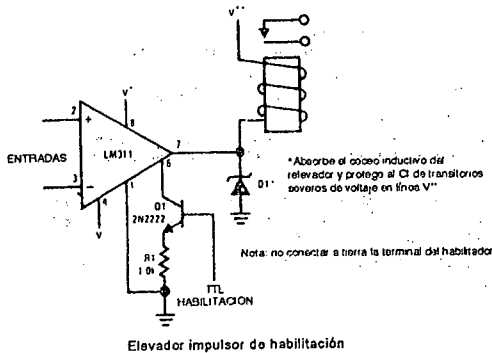 V++
V+
2
8
+
LM311
7
ENTRADAS
6
3
−
1
4
V
D1*
Q1
2N2222
R1
1.0k
TTL
HABILITACION
*Absorbe el coceo inductivo del
relevador y protege al CI de transitorios
severos de voltaje en línea V++
Nota: no conectar a tierra la terminal del habilitador
Elevador impulsor de habilitación